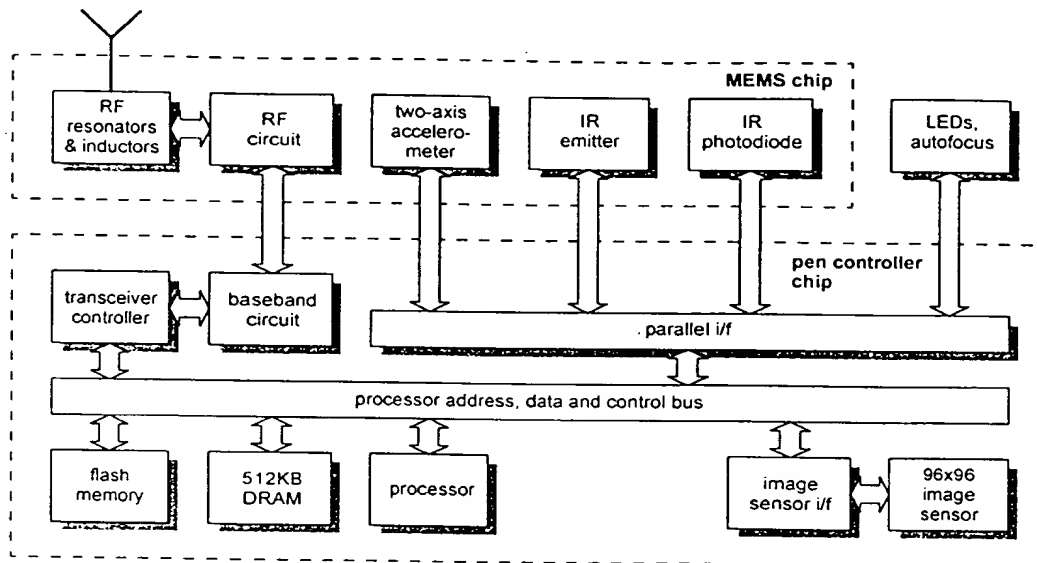 MEMS chip
RF
resonators
& inductors
RF
circuit
two-axis
accelero-
meter
IR
emitter
IR
photodiode
LEDs,
autofocus
pen controller
chip
transceiver
controller
baseband
circuit
parallel i/f
processor address, data and control bus
flash
memory
512KB
DRAM
processor
image
sensor i/f
96x96
image
sensor